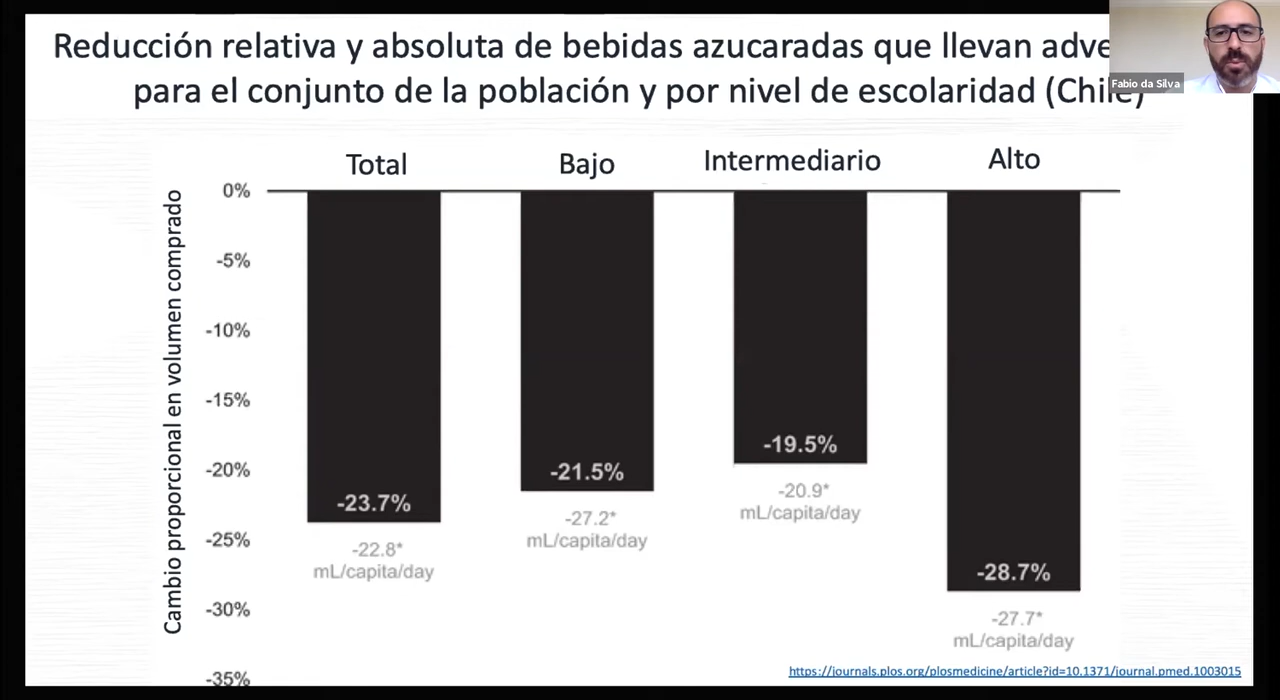 Reducción relativa y absoluta de bebidas azucaradas que llevan
para el conjunto de la población y por nivel de escolaridad (Chile)
Fabio da Silva
Total
Bajo
Intermediario
Alto
Cambio proporcional en volumen comprado
0%
-5%
-10%
-15%
-20%
-25%
-30%
-35%
-23.7%
-22.8*
mL/capita/day
-21.5%
-27.2*
mL/capita/day
-19.5%
-20.9*
mL/capita/day
-28.7%
-27.7*
mL/capita/day
https://journals.plos.org/plosmedicine/article?id=10.1371/journal.pmed.1003015